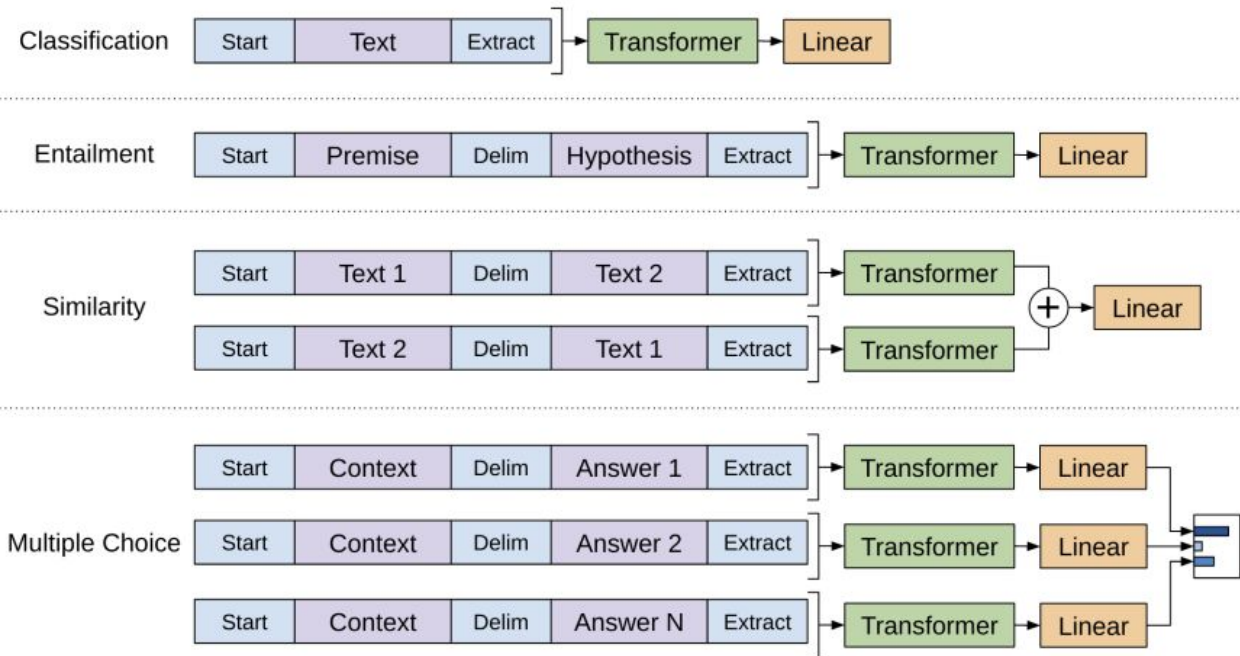 Classification Start Text Extract Transformer Linear
Entailment Start Premise Delim Hypothesis Extract Transformer Linear
Start Text 1 Delim Text 2 Extract Transformer
Similarity + Linear
Start Text 2 Delim Text 1 Extract Transformer
Start Context Delim Answer 1 Extract Transformer Linear
Multiple Choice Start Context Delim Answer 2 Extract Transformer Linear
Start Context Delim Answer N Extract Transformer Linear